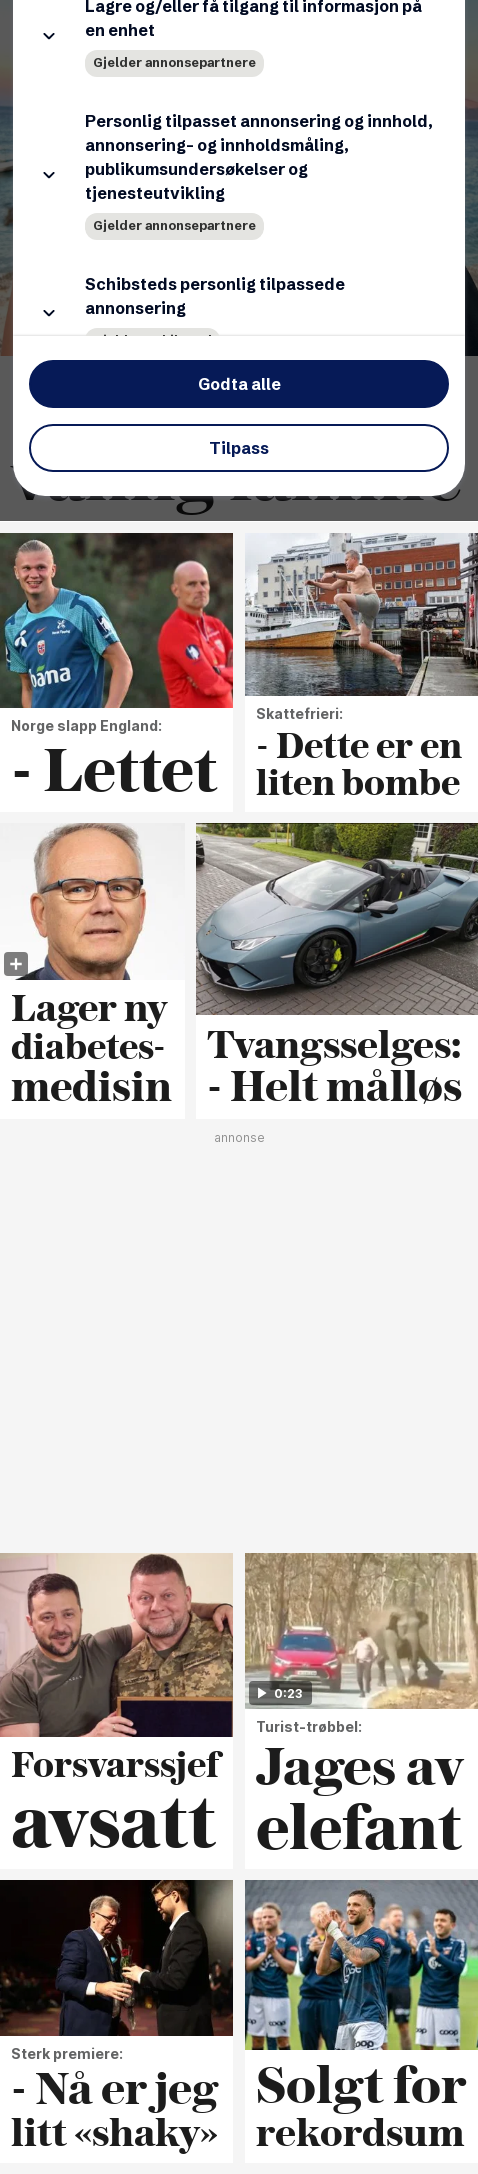 Lagre og/eller få tilgang til informasjon på
en enhet
Gjelder annonsepartnere
Personlig tilpasset annonsering og innhold,
annonsering- og innholdsmåling,
publikumsundersøkelser og
tjenesteutvikling
Gjelder annonsepartnere
Schibsteds personlig tilpassede
annonsering
Godta alle
Tilpass
bama
Norge slapp England:
- Lettet
Skattefrieri:
- Dette er en
liten bombe
Lager ny
diabetes-
medisin
Tvangsselges:
- Helt målløs
annonse
Forsvarssjef
avsatt
0:23
Turist-trøbbel:
Jages av
elefant
Sterk premiere:
- Nå er jeg
litt «shaky»
coop
coop
Solgt for
rekordsum